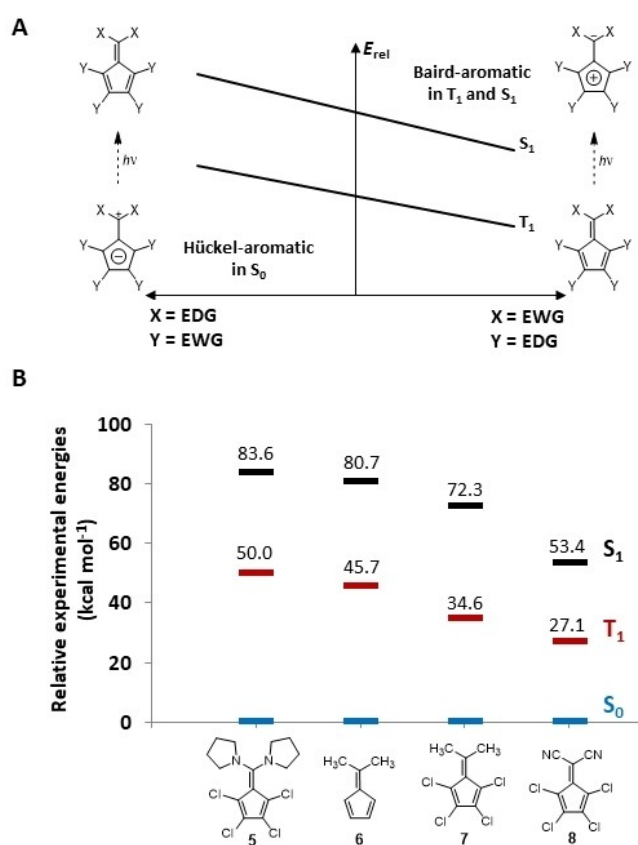 A
X X
Y Y
Y Y
hν
X + X
Y − Y
Y Y
E_rel
Baird-aromatic
in T₁ and S₁
S₁
T₁
Hückel-aromatic
in S₀
X − X
Y + Y
Y Y
hν
X X
Y Y
Y Y
X = EDG
Y = EWG
X = EWG
Y = EDG
B
Relative experimental energies
(kcal mol⁻¹)
100
80
60
40
20
0
83.6
50.0
80.7
45.7
72.3
34.6
53.4
27.1
S₁
T₁
S₀
N N
Cl Cl
Cl Cl
5
H₃C CH₃
6
H₃C CH₃
Cl Cl
Cl Cl
7
NC CN
Cl Cl
Cl Cl
8